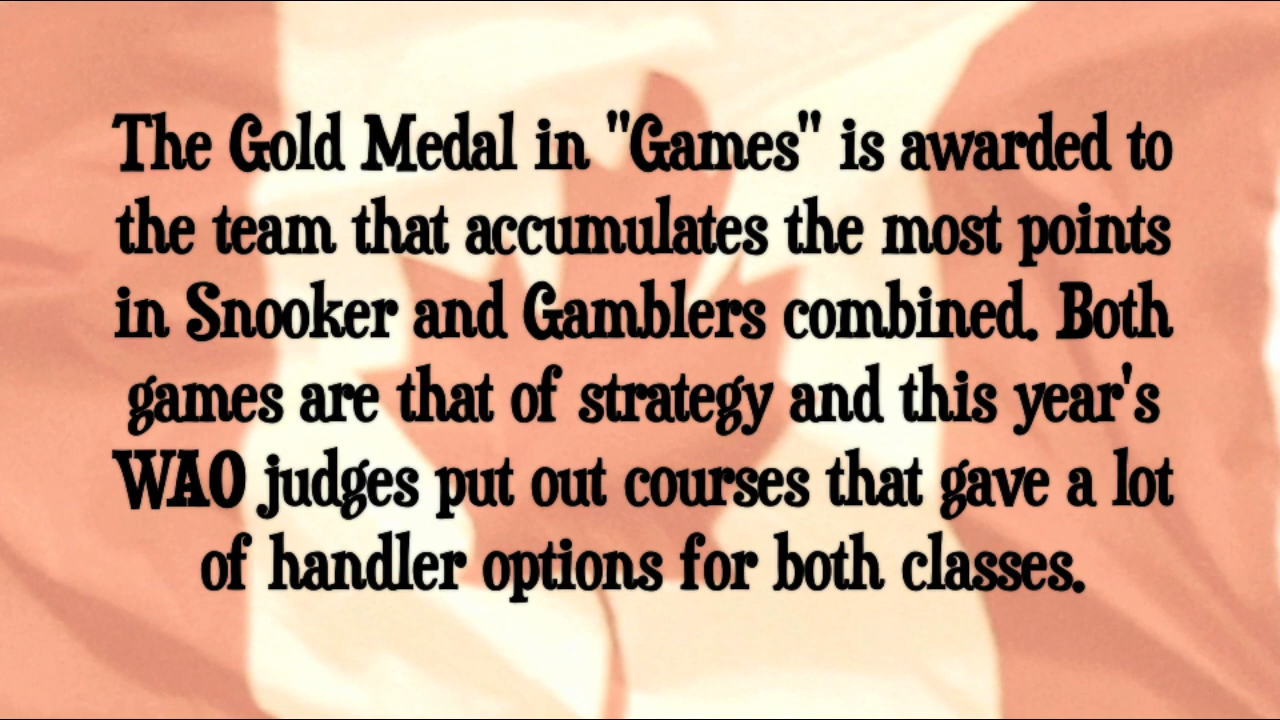 The Gold Medal in "Games" is awarded to
the team that accumulates the most points
in Snooker and Gamblers combined. Both
games are that of strategy and this year's
WAO judges put out courses that gave a lot
of handler options for both classes.